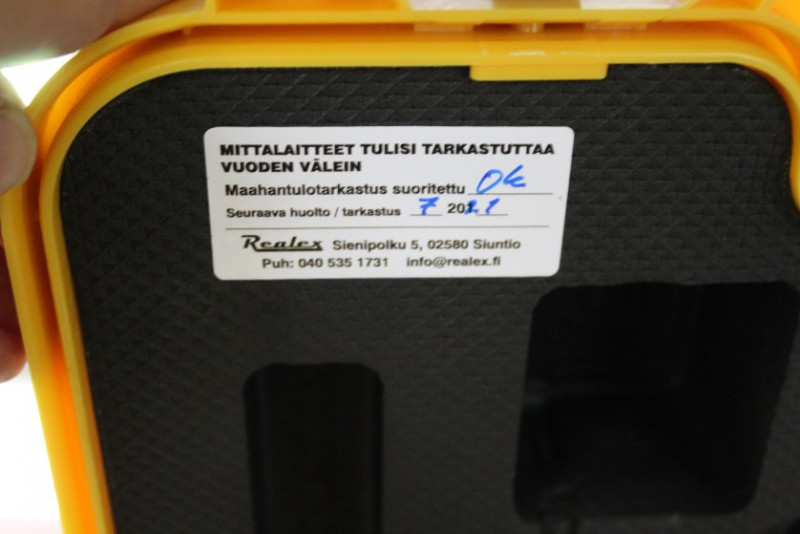 MITTALAITTEET TULISI TARKASTUTTAA
VUODEN VÄLEIN
Maahantulotarkastus suoritettu Ok
Seuraava huolto / tarkastus 7 2021
Realex Sienipolku 5, 02580 Siuntio
Puh: 040 535 1731 info@realex.fi